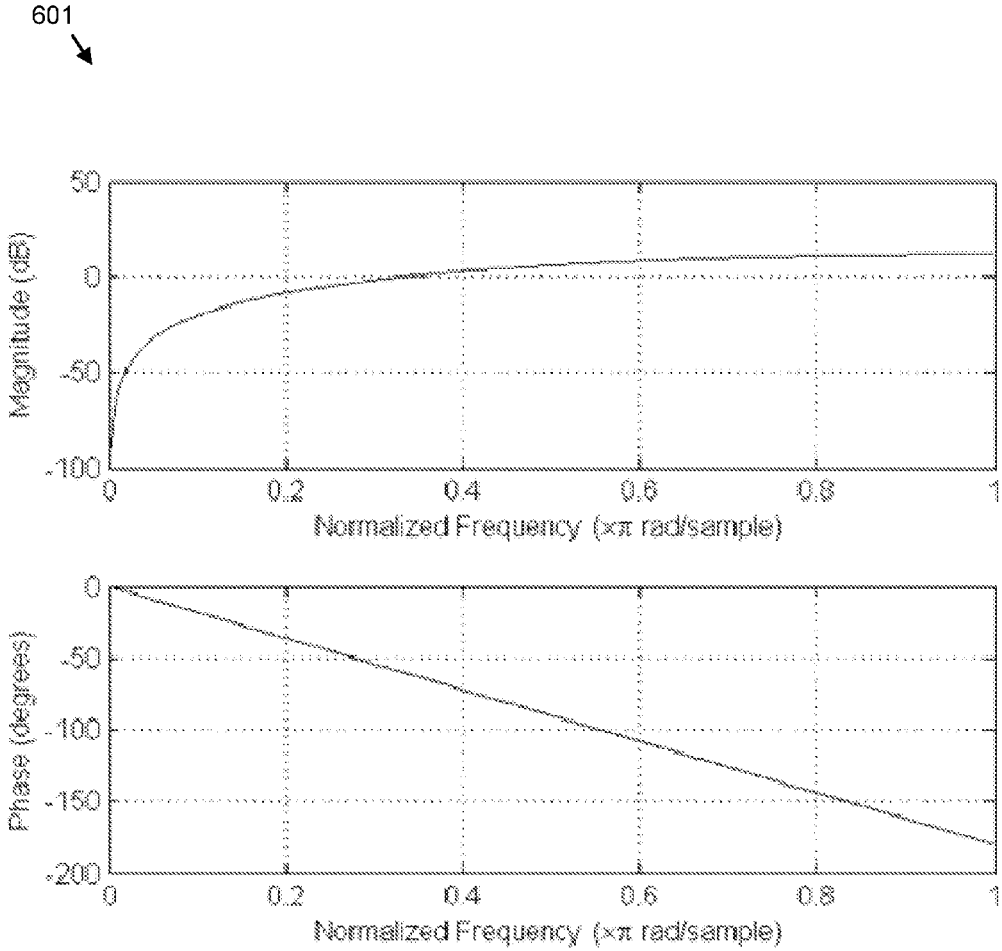 601
50
0
-50
-100
Magnitude (dB)
0 0.2 0.4 0.6 0.8 1
Normalized Frequency (×π rad/sample)
0
-50
-100
-150
-200
Phase (degrees)
0 0.2 0.4 0.6 0.8 1
Normalized Frequency (×π rad/sample)